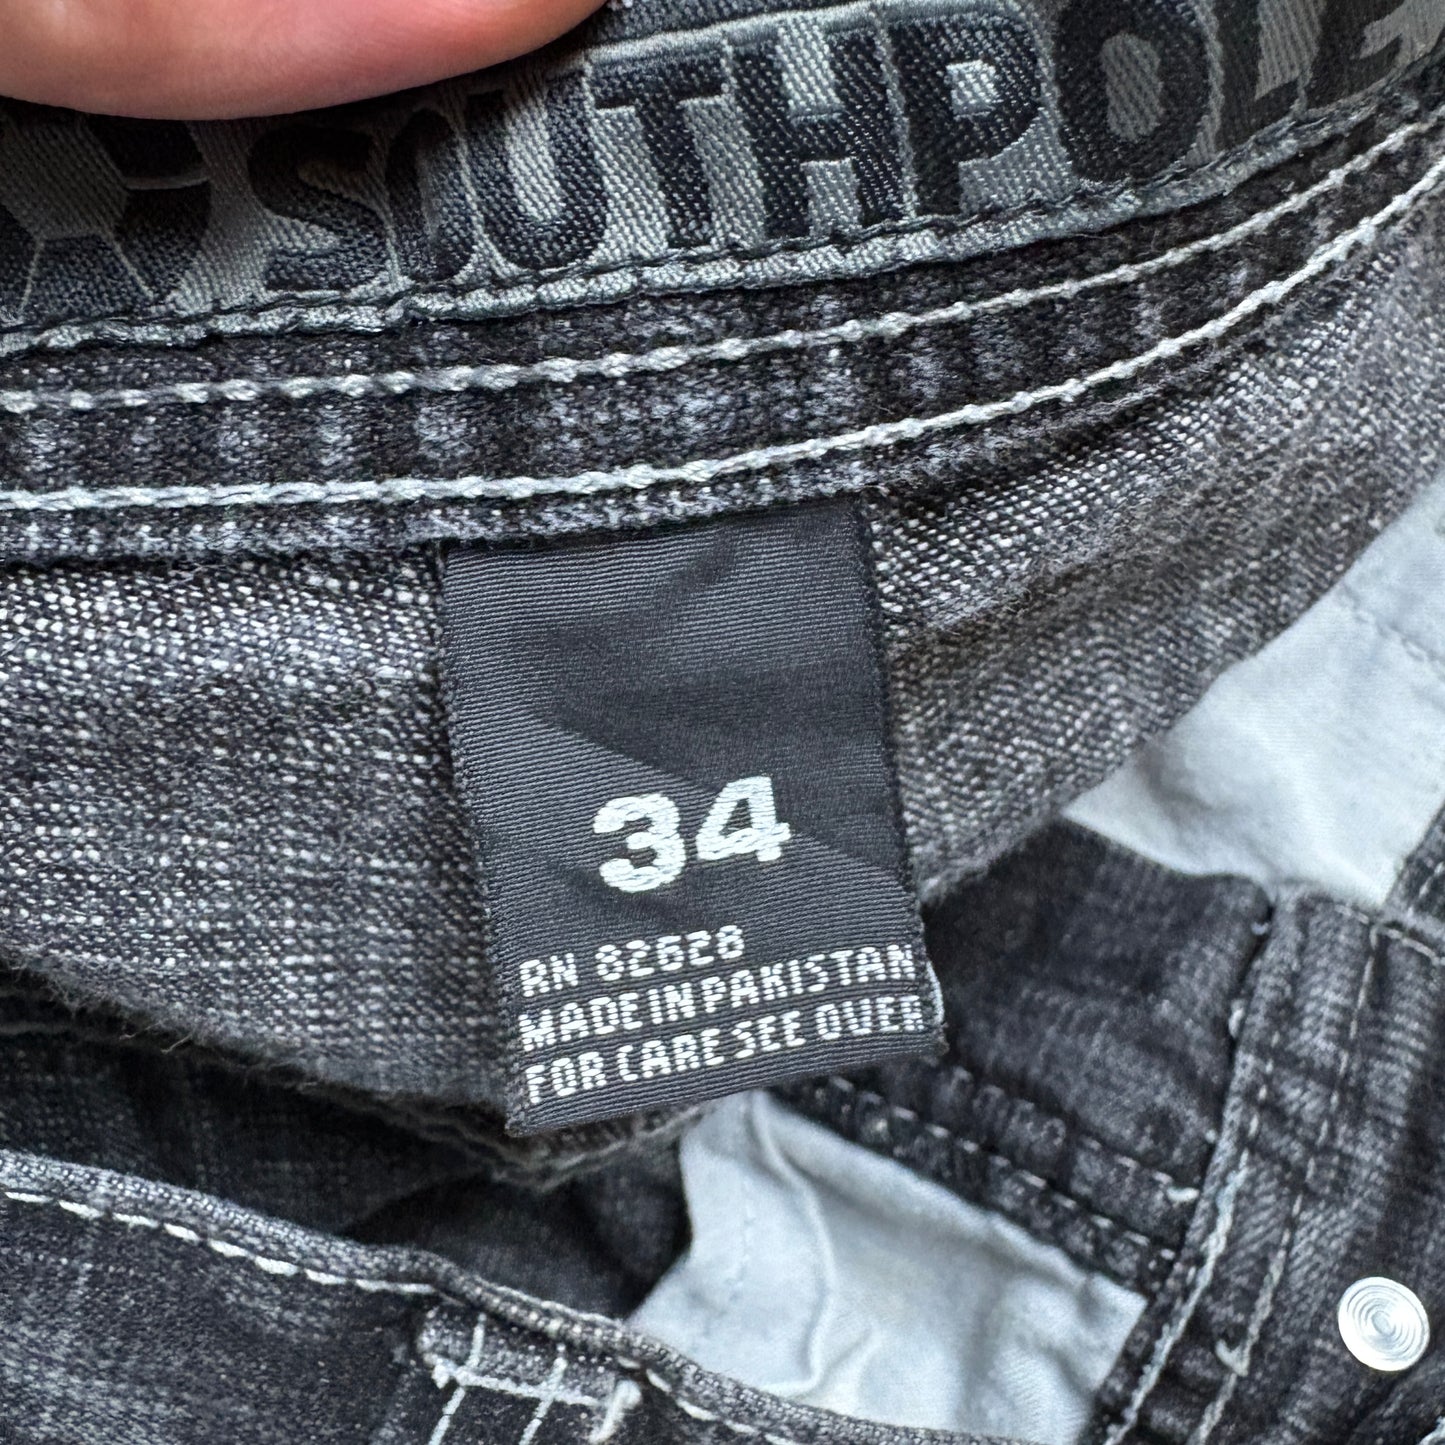 SOUTHPOLE
34
RN 82628
MADE IN PAKISTAN
FOR CARE SEE OVER